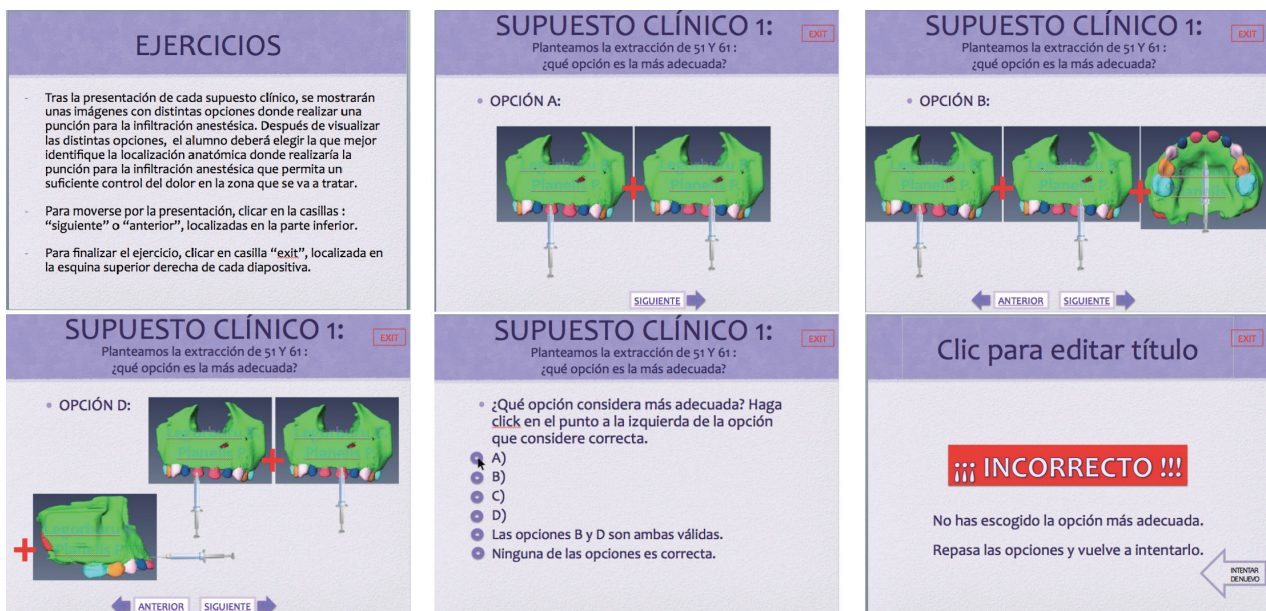 EJERCICIOS
- Tras la presentación de cada supuesto clínico, se mostrarán
unas imágenes con distintas opciones donde realizar una
punción para la infiltración anestésica. Después de visualizar
las distintas opciones, el alumno deberá elegir la que mejor
identifique la localización anatómica donde realizaría la
punción para la infiltración anestésica que permita un
suficiente control del dolor en la zona que se va a tratar.
- Para moverse por la presentación, clicar en la casillas :
"siguiente" o "anterior", localizadas en la parte inferior.
- Para finalizar el ejercicio, clicar en casilla "exit", localizada en
la esquina superior derecha de cada diapositiva.
SUPUESTO CLÍNICO 1:
EXIT
Planteamos la extracción de 51 Y 61 :
¿qué opción es la más adecuada?
• OPCIÓN A:
Planells P.
Planells P.
SIGUIENTE
SUPUESTO CLÍNICO 1:
EXIT
Planteamos la extracción de 51 Y 61 :
¿qué opción es la más adecuada?
• OPCIÓN B:
Planells P.
Planells P.
ANTERIOR
SIGUIENTE
SUPUESTO CLÍNICO 1:
EXIT
Planteamos la extracción de 51 Y 61 :
¿qué opción es la más adecuada?
• OPCIÓN D:
Planells P.
Planells P.
Planells P.
ANTERIOR
SIGUIENTE
SUPUESTO CLÍNICO 1:
EXIT
Planteamos la extracción de 51 Y 61 :
¿qué opción es la más adecuada?
• ¿Qué opción considera más adecuada? Haga
click en el punto a la izquierda de la opción
que considere correcta.
A)
B)
C)
D)
Las opciones B y D son ambas válidas.
Ninguna de las opciones es correcta.
Clic para editar título
EXIT
¡¡¡ INCORRECTO !!!
No has escogido la opción más adecuada.
Repasa las opciones y vuelve a intentarlo.
INTENTAR
DE NUEVO